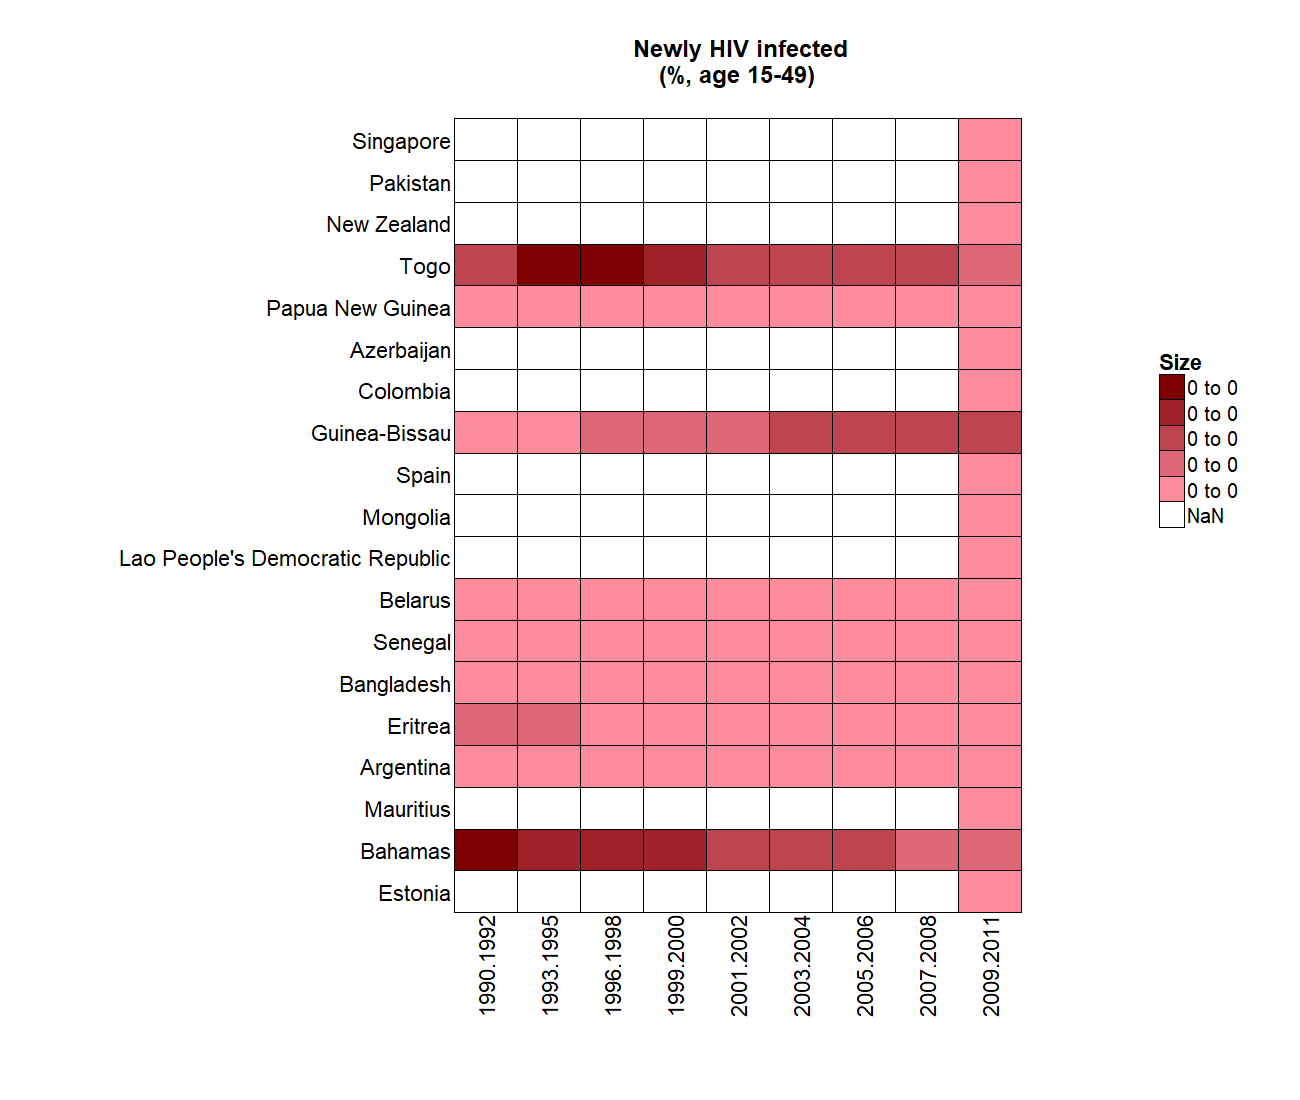 Newly HIV infected
(%, age 15-49)
Singapore
Pakistan
New Zealand
Togo
Papua New Guinea
Azerbaijan
Colombia
Guinea-Bissau
Spain
Mongolia
Lao People's Democratic Republic
Belarus
Senegal
Bangladesh
Eritrea
Argentina
Mauritius
Bahamas
Estonia
1990.1992
1993.1995
1996.1998
1999.2000
2001.2002
2003.2004
2005.2006
2007.2008
2009.2011
Size
0 to 0
0 to 0
0 to 0
0 to 0
0 to 0
NaN